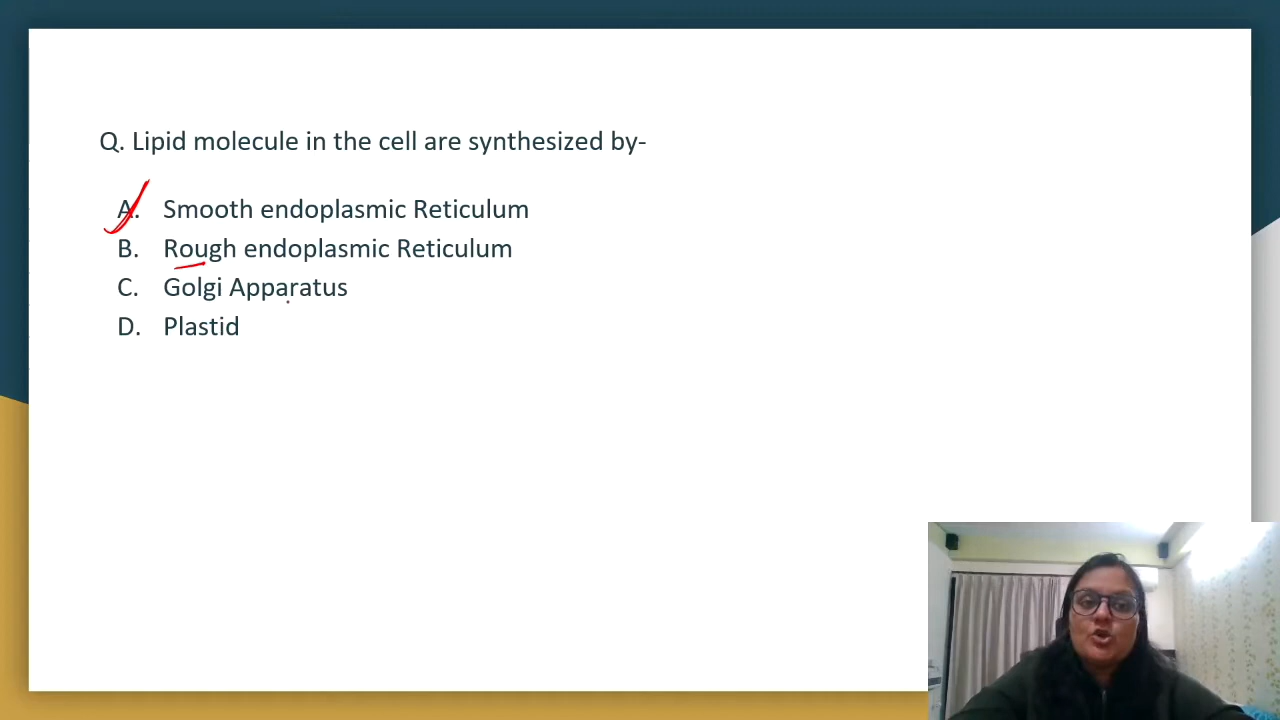 Q. Lipid molecule in the cell are synthesized by-
A. Smooth endoplasmic Reticulum
B. Rough endoplasmic Reticulum
C. Golgi Apparatus
D. Plastid